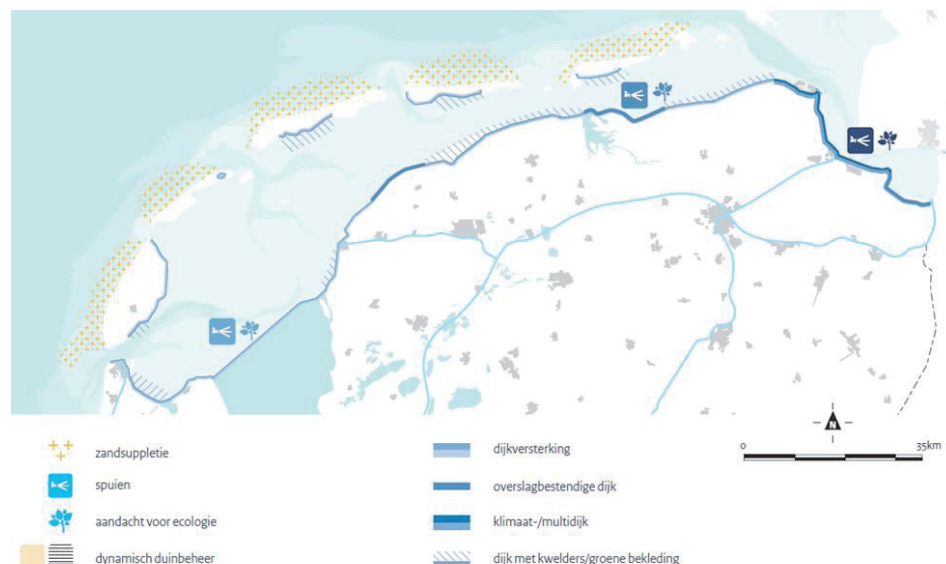 N
0 35km
zandsuppletie
spuien
aandacht voor ecologie
dynamisch duinbeheer
dijkversterking
overslagbestendige dijk
klimaat-/multidijk
dijk met kwelders/groene bekleding